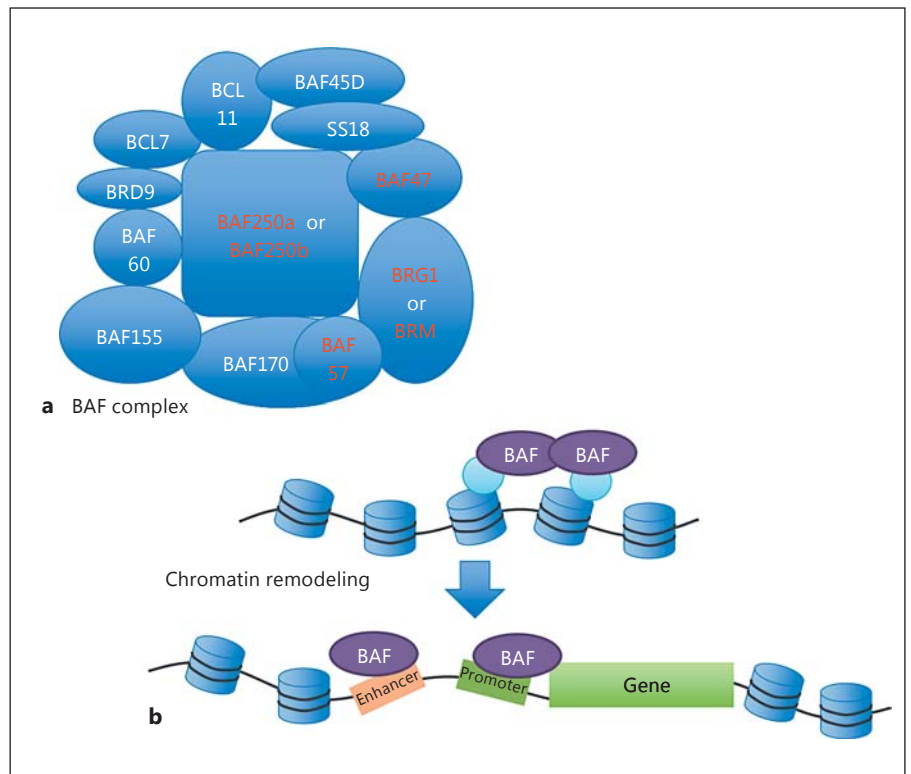 BCL
11
BAF45D
SS18
BCL7
BAF47
BRD9
BAF250a or
BAF250b
BAF
60
BRG1
or
BRM
BAF155
BAF170
BAF
57
a BAF complex
BAF
BAF
Chromatin remodeling
BAF
BAF
Enhancer
Promoter
Gene
b